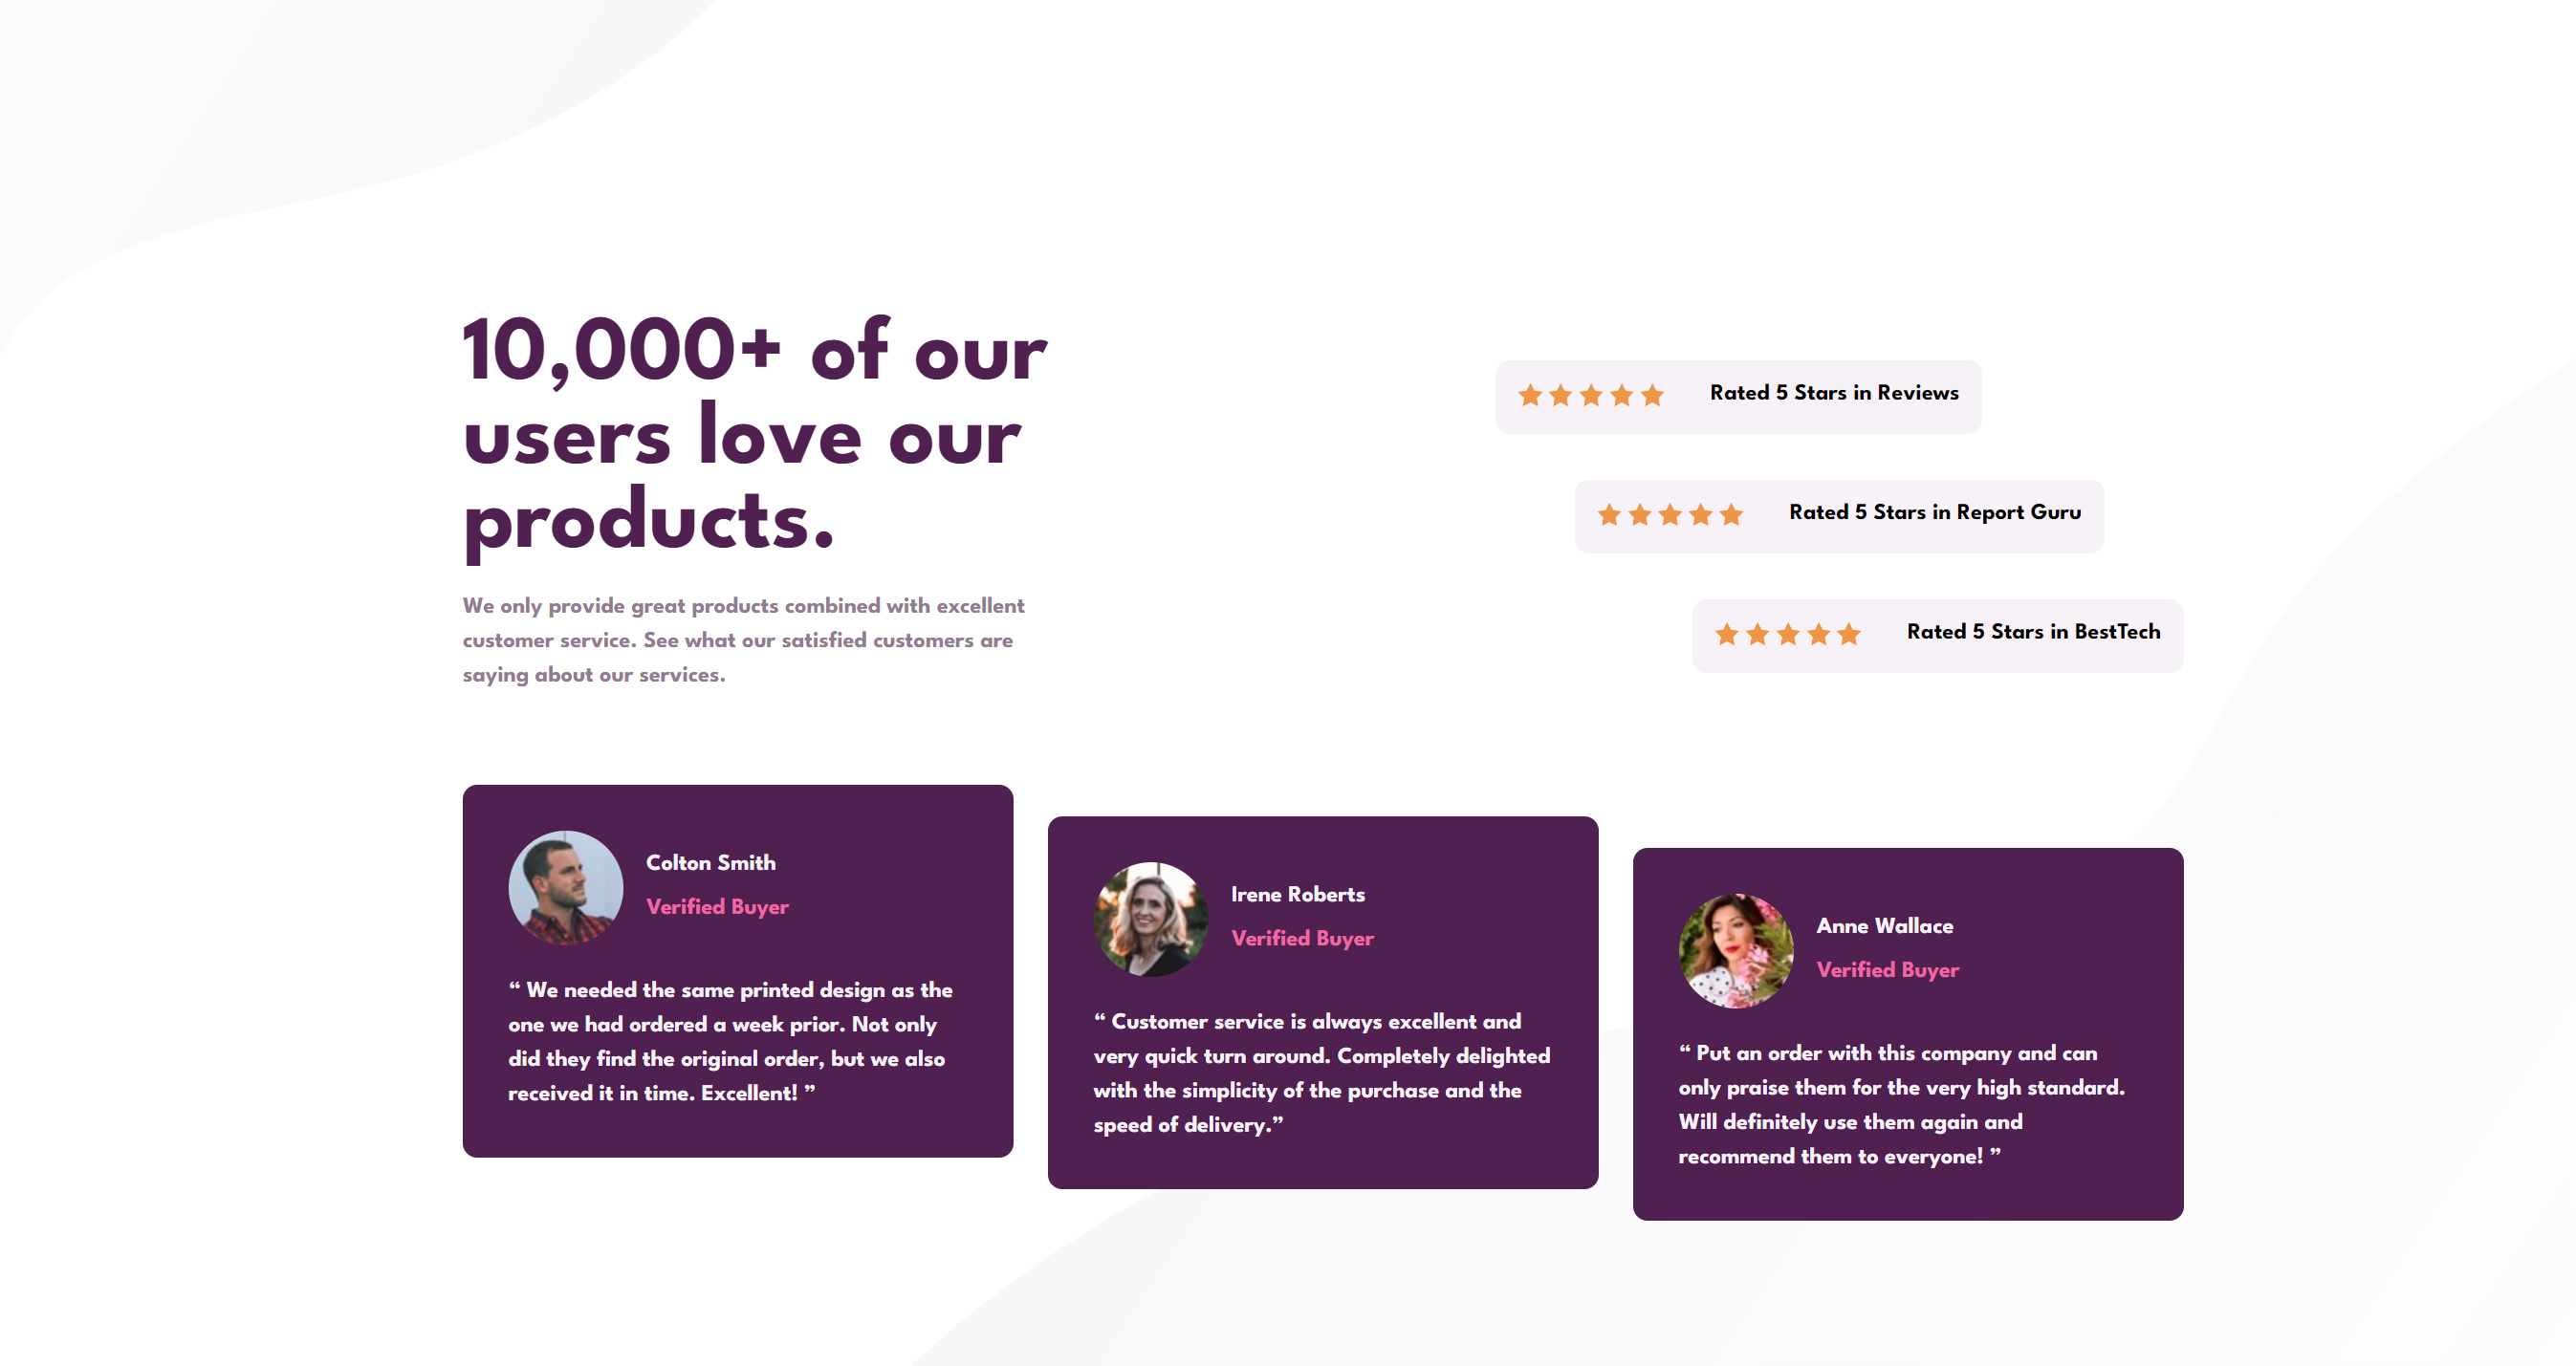 10,000+ of our
users love our
products.
We only provide great products combined with excellent
customer service. See what our satisfied customers are
saying about our services.
Rated 5 Stars in Reviews
Rated 5 Stars in Report Guru
Rated 5 Stars in BestTech
Colton Smith
Verified Buyer
“ We needed the same printed design as the
one we had ordered a week prior. Not only
did they find the original order, but we also
received it in time. Excellent! ”
Irene Roberts
Verified Buyer
“ Customer service is always excellent and
very quick turn around. Completely delighted
with the simplicity of the purchase and the
speed of delivery.”
Anne Wallace
Verified Buyer
“ Put an order with this company and can
only praise them for the very high standard.
Will definitely use them again and
recommend them to everyone! ”